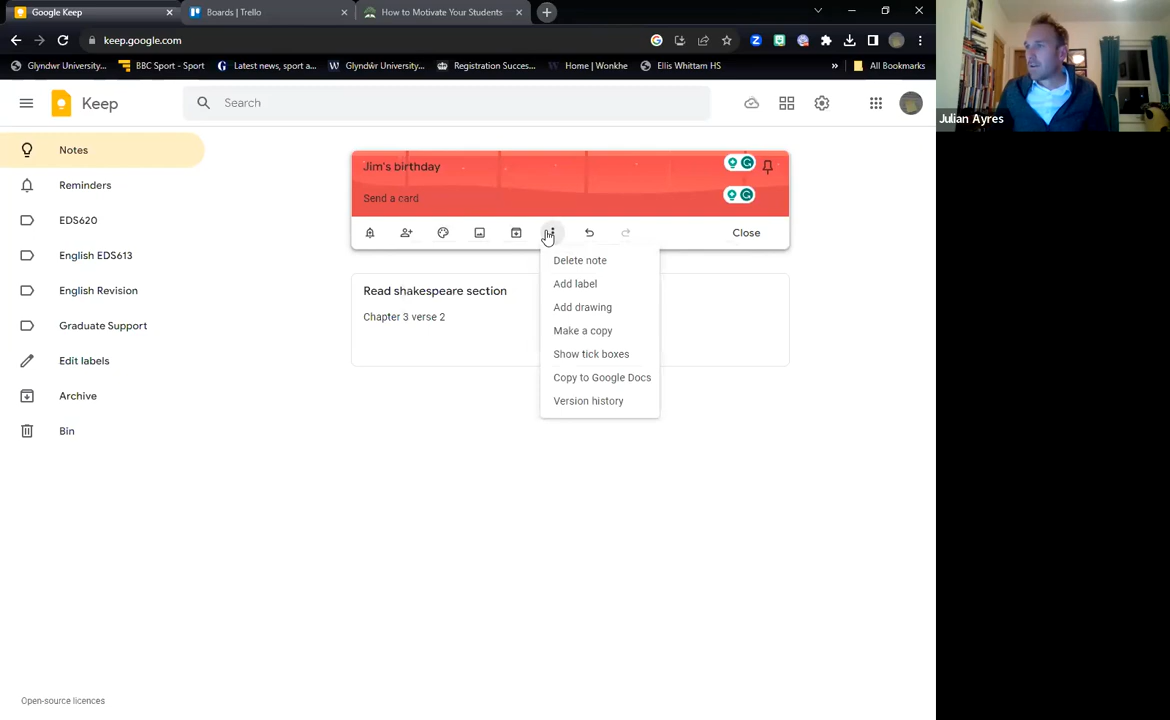 Google Keep
Boards | Trello
How to Motivate Your Students
keep.google.com
Glyndwr University...
BBC Sport - Sport
Latest news, sport a...
Glyndŵr University...
Registration Succes...
Home | Wonkhe
Ellis Whittam HS
All Bookmarks
Keep
Search
Notes
Reminders
EDS620
English EDS613
English Revision
Graduate Support
Edit labels
Archive
Bin
Jim's birthday
Send a card
Close
Delete note
Add label
Add drawing
Make a copy
Show tick boxes
Copy to Google Docs
Version history
Read shakespeare section
Chapter 3 verse 2
Open-source licences
Julian Ayres